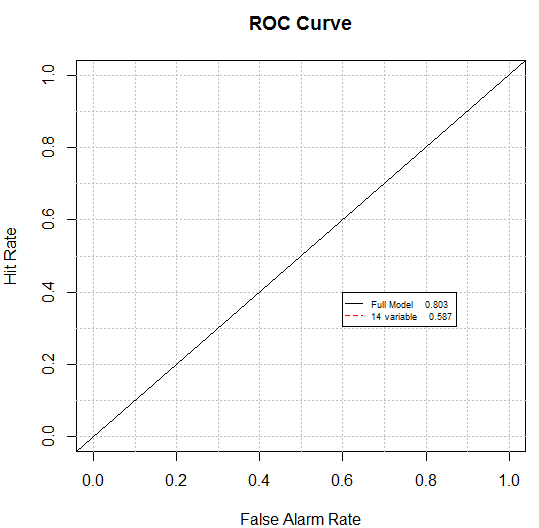 ROC Curve
Hit Rate
1.0
0.8
0.6
0.4
0.2
0.0
Full Model 0.803
14 variable 0.587
0.0 0.2 0.4 0.6 0.8 1.0
False Alarm Rate